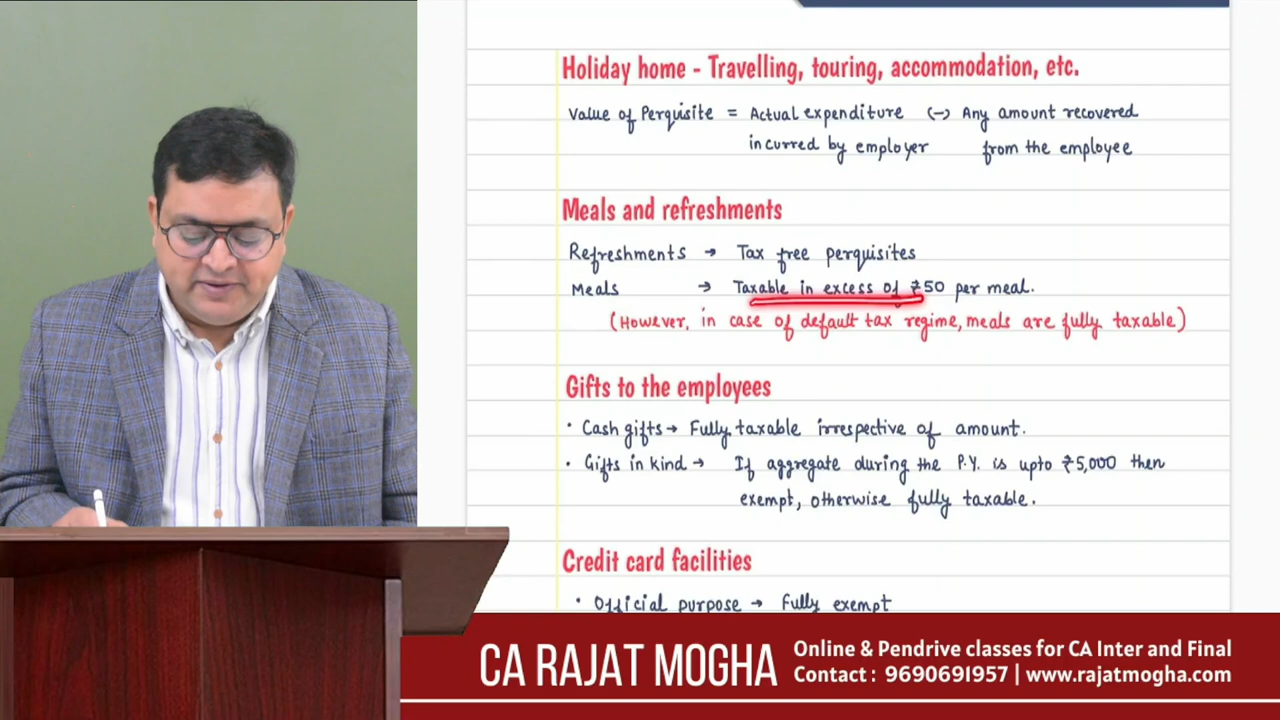 Holiday home - Travelling, touring, accommodation, etc.
Value of Perquisite = Actual expenditure (-) Any amount recovered
incurred by employer from the employee
Meals and refreshments
Refreshments → Tax free perquisites
Meals → Taxable in excess of ₹50 per meal.
(However, in case of default tax regime, meals are fully taxable)
Gifts to the employees
• Cash gifts → Fully taxable irrespective of amount.
• Gifts in kind → If aggregate during the P.Y. is upto ₹5,000 then
exempt, otherwise fully taxable.
Credit card facilities
• Official purpose → Fully exempt
CA RAJAT MOGHA
Online & Pendrive classes for CA Inter and Final
Contact : 9690691957 | www.rajatmogha.com